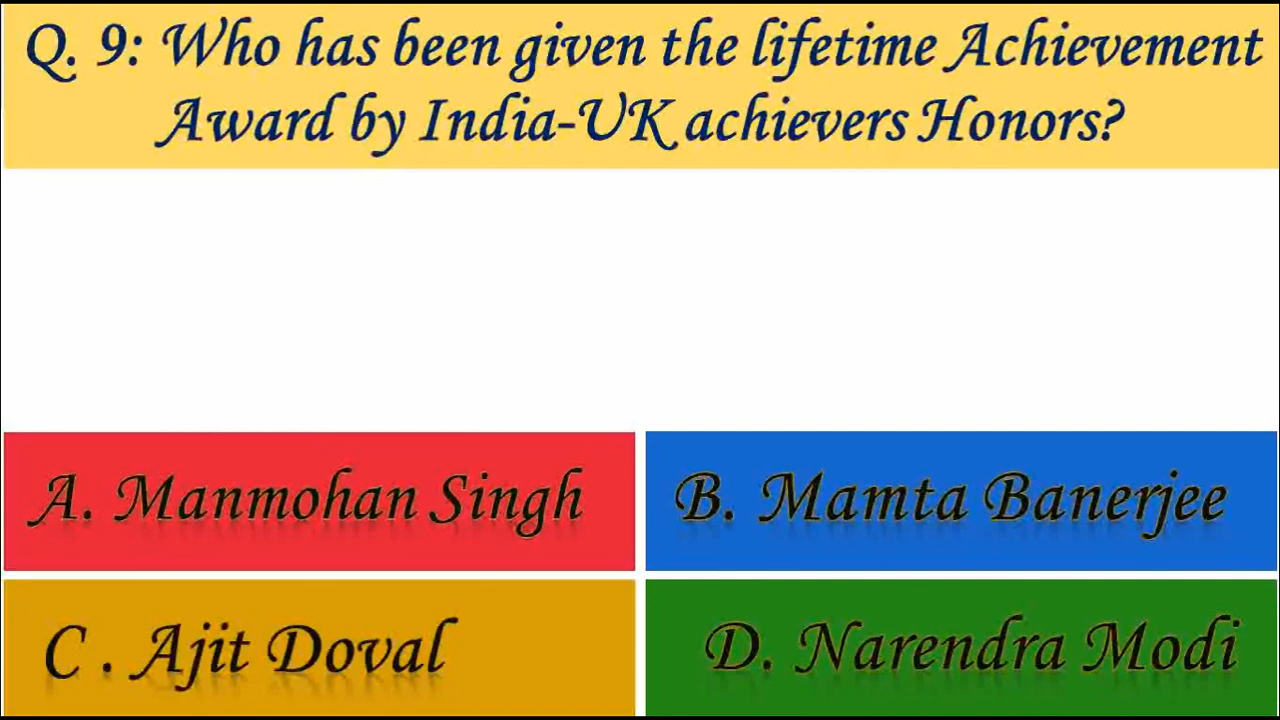 Q. 9: Who has been given the lifetime Achievement
Award by India-UK achievers Honors?
A. Manmohan Singh
B. Mamta Banerjee
C . Ajit Doval
D. Narendra Modi